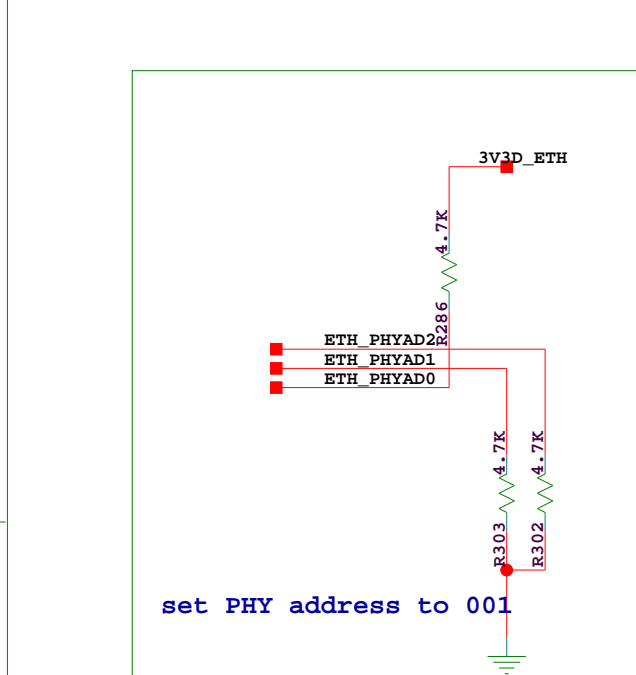 3V3D_ETH
4.7K
R286
ETH_PHYAD2
ETH_PHYAD1
ETH_PHYAD0
4.7K
4.7K
R303
R302
set PHY address to 001